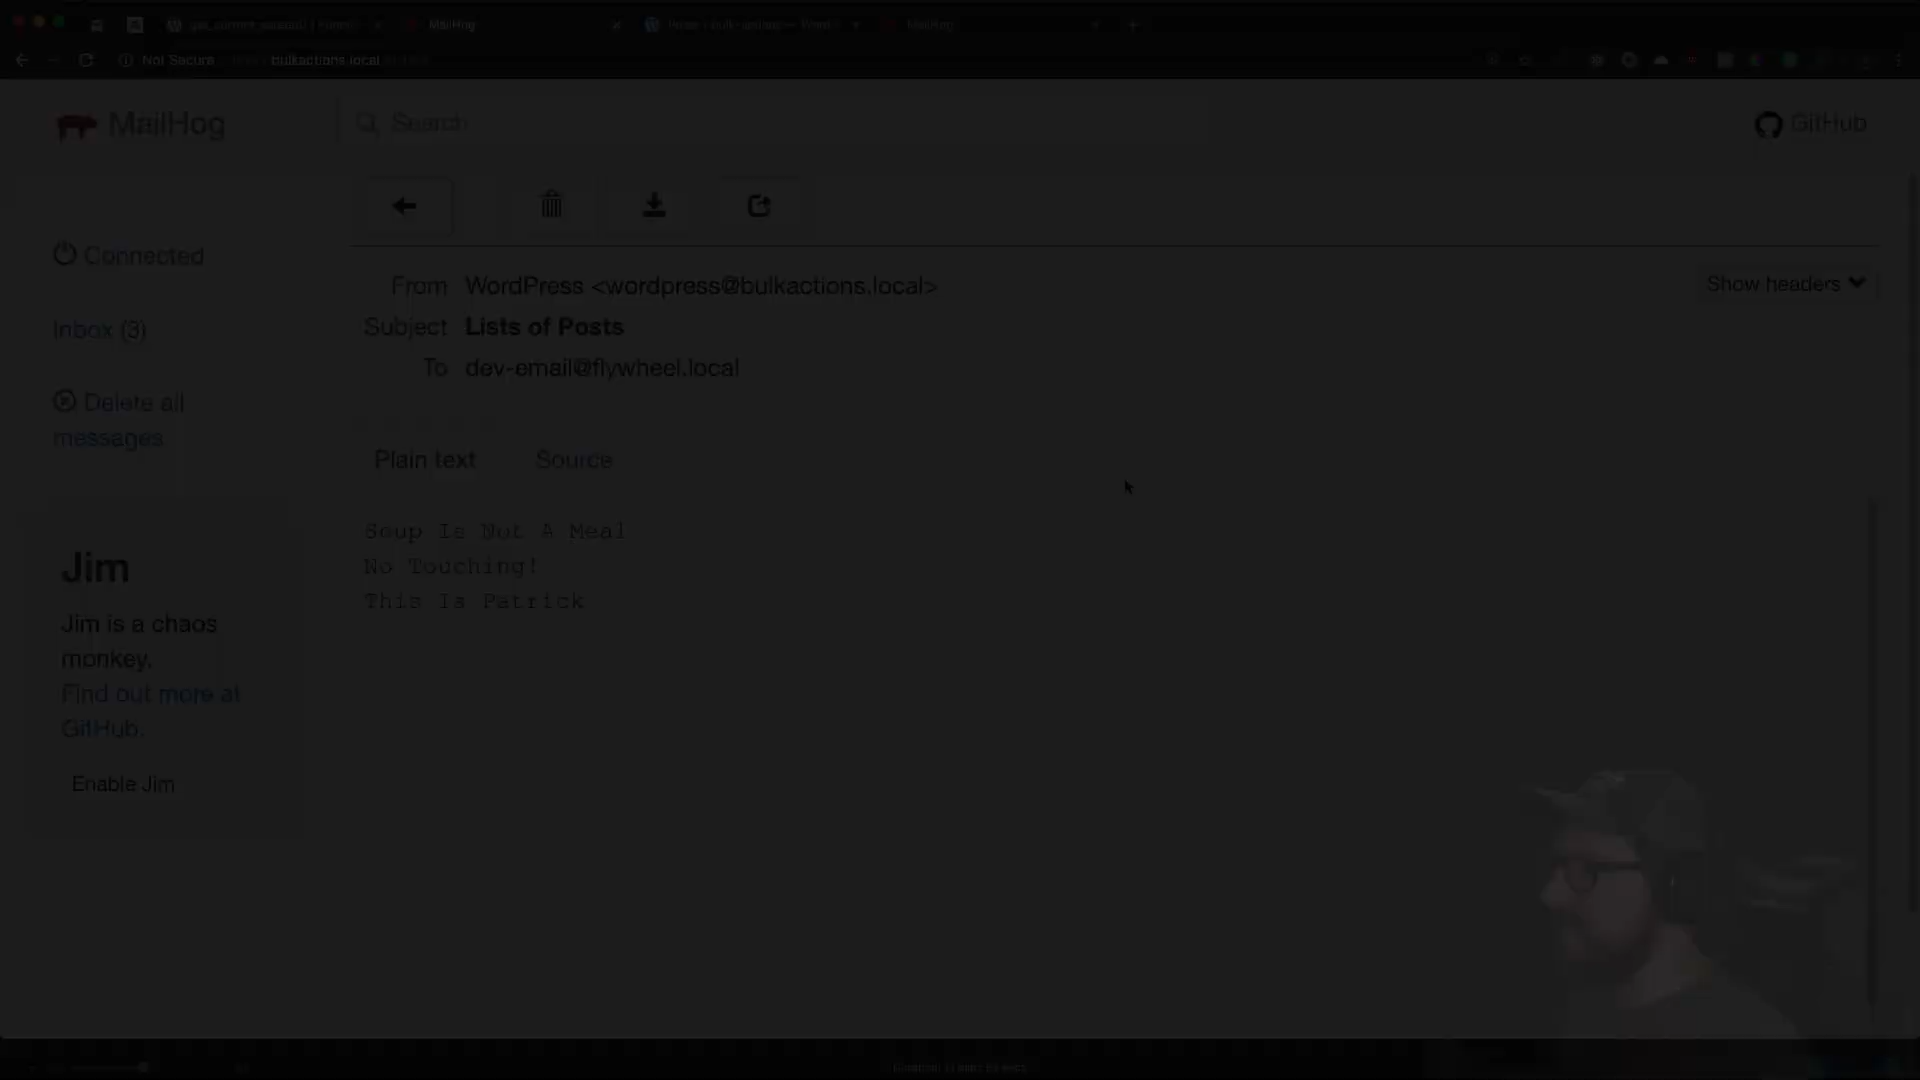 MailHog
MailHog
Not Secure
bulkactions.local
MailHog
Search
GitHub
Connected
Inbox (3)
Delete all
messages
From WordPress <wordpress@bulkactions.local>
Show headers
Subject Lists of Posts
To dev-email@flywheel.local
Plain text Source
Soup Is Not A Meal
No Touching!
This Is Patrick
Jim
Jim is a chaos
monkey.
Find out more at
GitHub.
Enable Jim